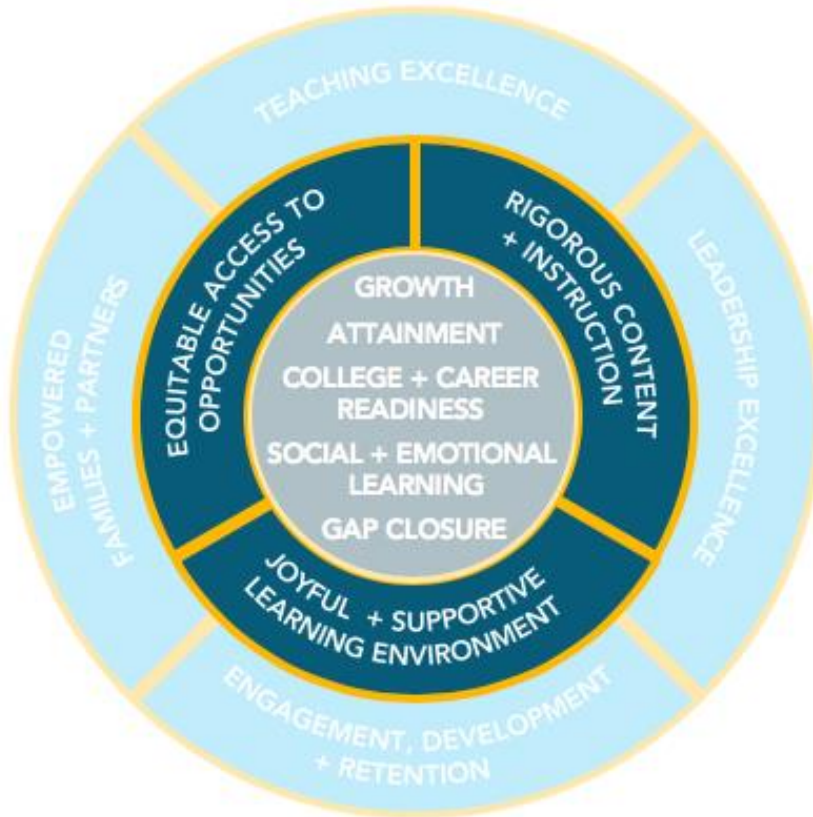 TEACHING EXCELLENCE
EMPOWERED
FAMILIES + PARTNERS
LEADERSHIP EXCELLENCE
ENGAGEMENT, DEVELOPMENT
+ RETENTION
EQUITABLE ACCESS TO
OPPORTUNITIES
RIGOROUS CONTENT
+ INSTRUCTION
JOYFUL + SUPPORTIVE
LEARNING ENVIRONMENT
GROWTH
ATTAINMENT
COLLEGE + CAREER
READINESS
SOCIAL + EMOTIONAL
LEARNING
GAP CLOSURE